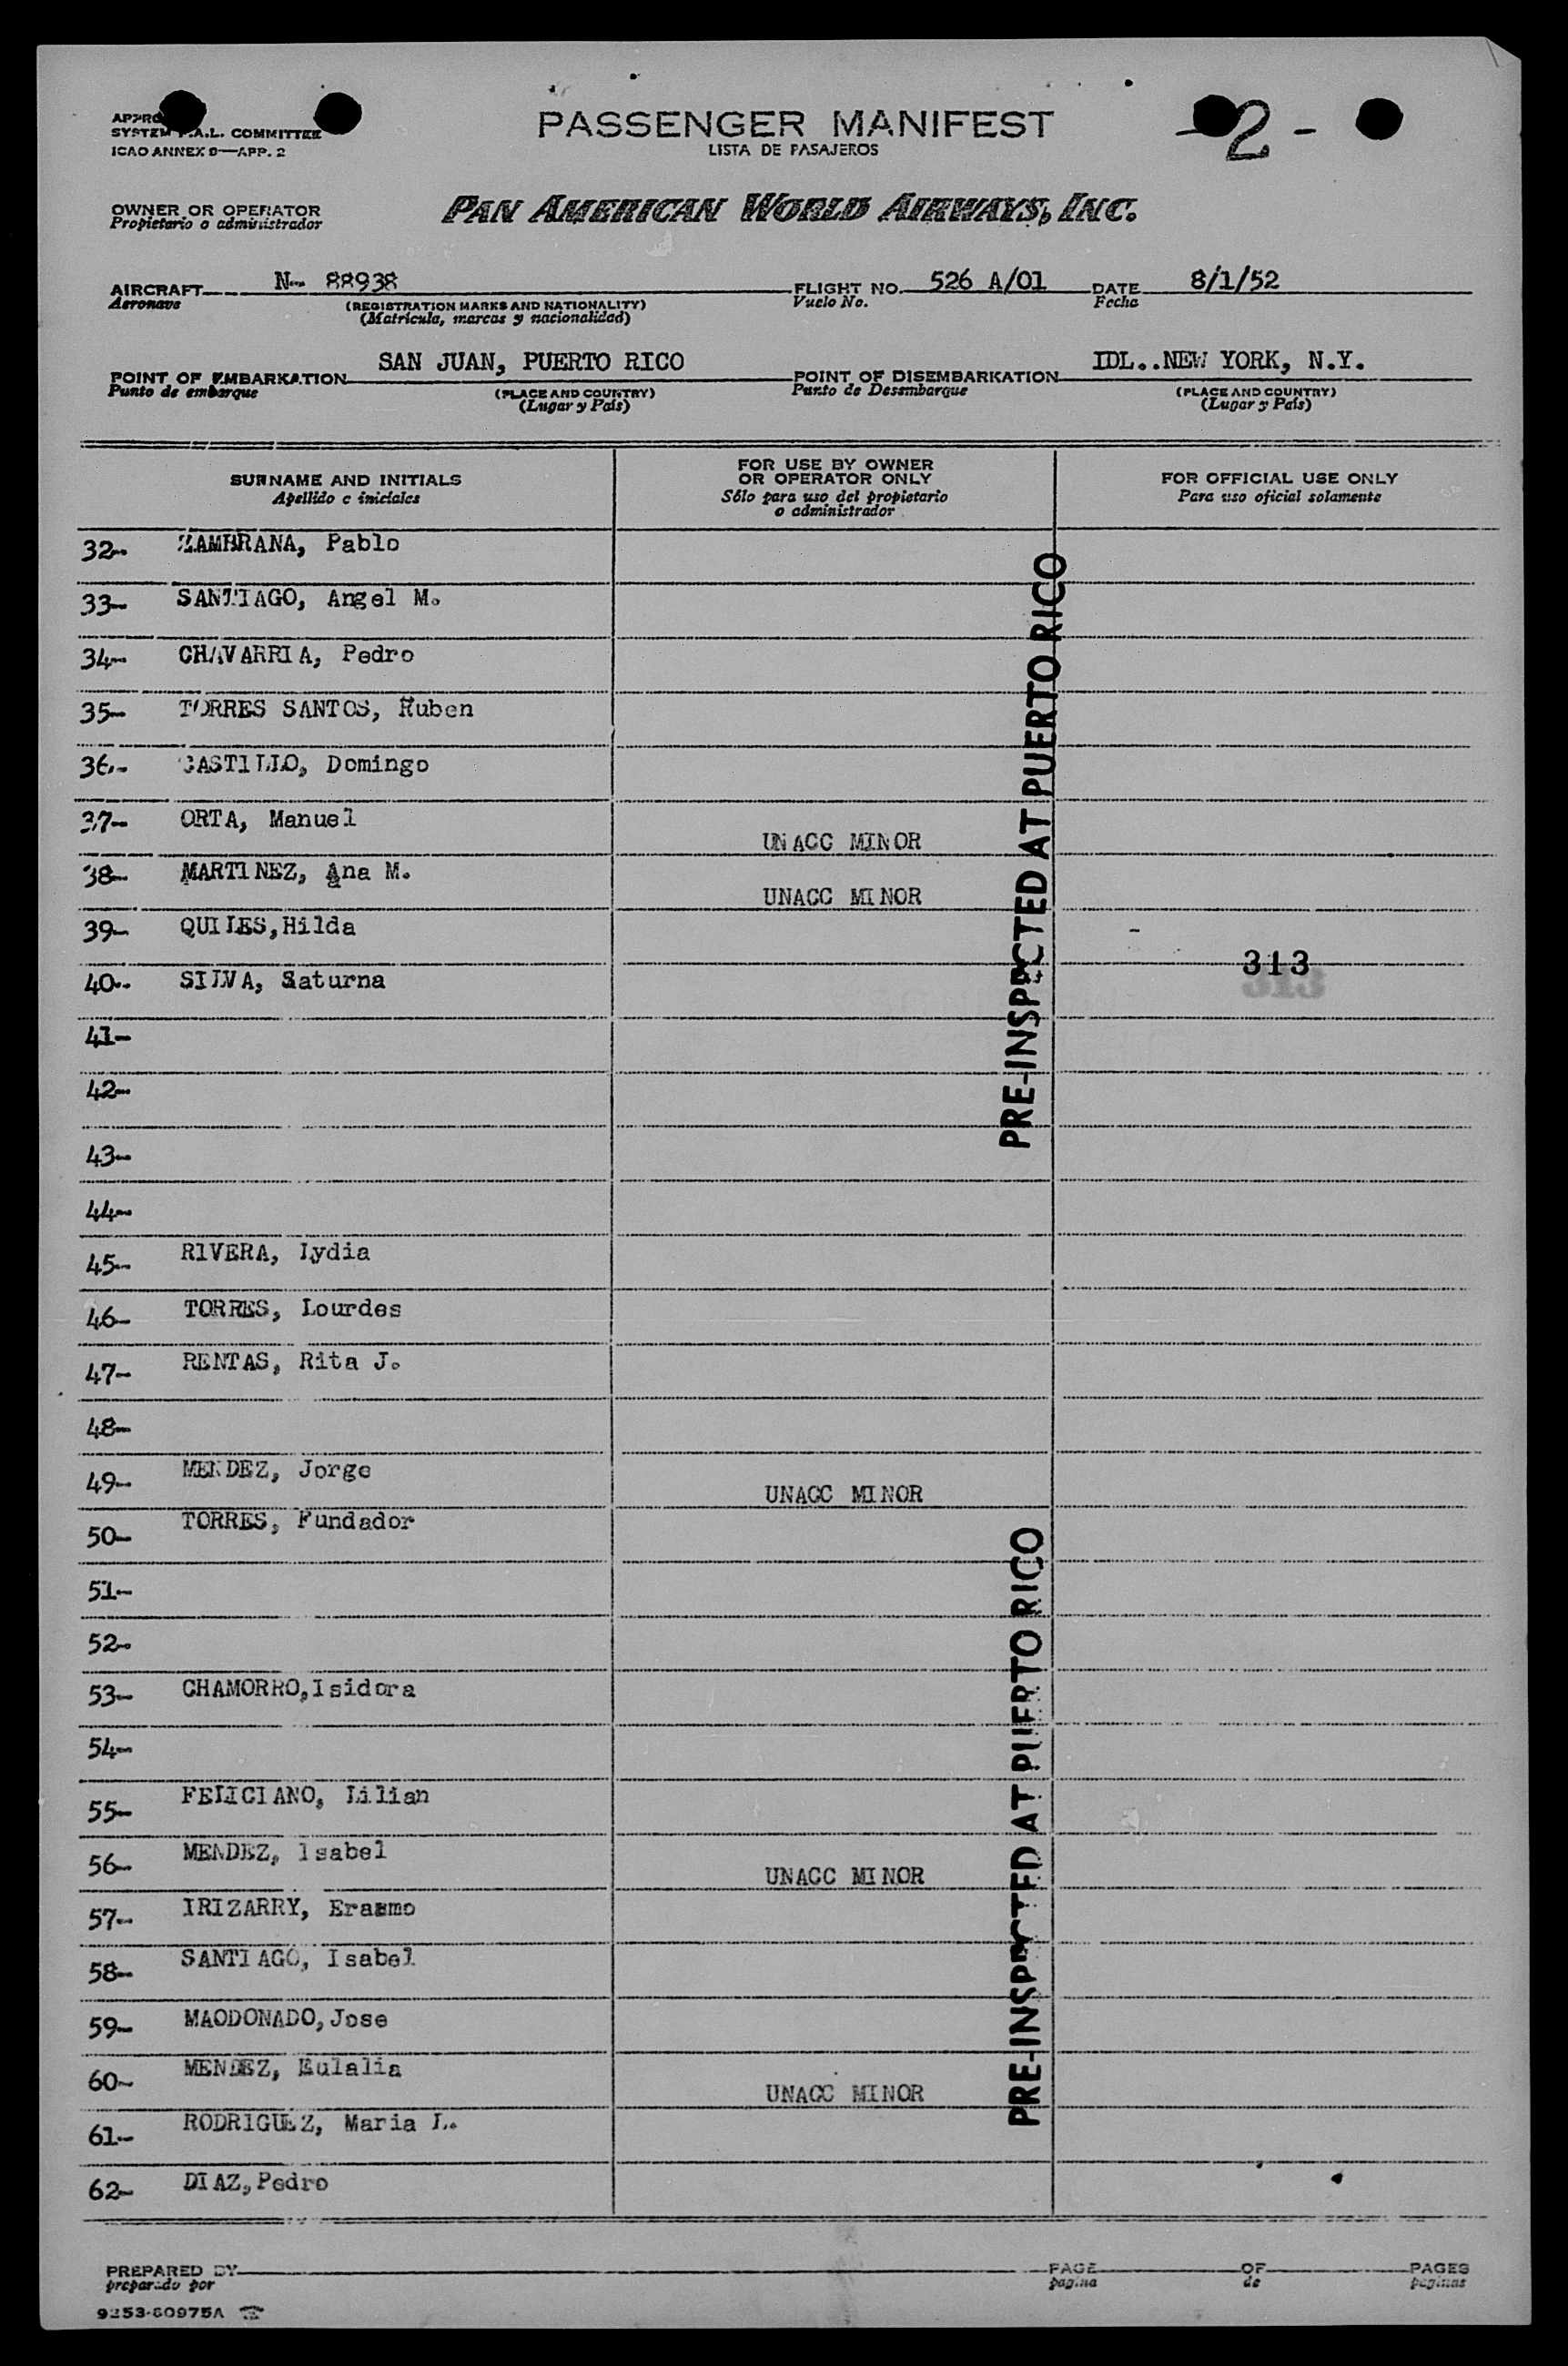 SYSTEM F.A.L. COMMITTEE
ICAO ANNEX 9—APP. 2
PASSENGER MANIFEST
LISTA DE PASAJEROS
-2-
OWNER OR OPERATOR
Propietario o administrador
PAN AMERICAN WORLD AIRWAYS, INC.
AIRCRAFT N- 88938 FLIGHT NO. 526 A/01 DATE 8/1/52
Aeronave (REGISTRATION MARKS AND NATIONALITY) Vuelo No. Fecha
(Matrícula, marcas y nacionalidad)
POINT OF EMBARKATION SAN JUAN, PUERTO RICO POINT OF DISEMBARKATION IDL..NEW YORK, N.Y.
Punto de embarque (PLACE AND COUNTRY) Punto de Desembarque (PLACE AND COUNTRY)
(Lugar y País) (Lugar y País)
SURNAME AND INITIALS
Apellido e iniciales
FOR USE BY OWNER
OR OPERATOR ONLY
Sólo para uso del propietario
o administrador
FOR OFFICIAL USE ONLY
Para uso oficial solamente
32- ZAMBRANA, Pablo
33- SANTIAGO, Angel M.
34- CHAVARRIA, Pedro
35- TORRES SANTOS, Ruben
36- CASTILLO, Domingo
37- ORTA, Manuel UNACC MINOR
38- MARTINEZ, Ana M. UNACC MINOR
39- QUILES,Hilda
313
40- SILVA, Saturna
41-
42-
43-
44-
PRE-INSPECTED AT PUERTO RICO
45- RIVERA, Lydia
46- TORRES, Lourdes
47- RENTAS, Rita J.
48-
49- MENDEZ, Jorge UNACC MINOR
50- TORRES, Fundador
51-
52-
53- CHAMORRO,Isidora
54-
55- FELICIANO, Lilian
56- MENDEZ, Isabel UNACC MINOR
57- IRIZARRY, Erasmo
58- SANTIAGO, Isabel
59- MAODONADO,Jose
60- MENDEZ, Eulalia UNACC MINOR
61- RODRIGUEZ, Maria L.
62- DIAZ,Pedro
PRE-INSPECTED AT PUERTO RICO
PREPARED BY PAGE OF PAGES
preparado por pagina de paginas
9253-60975A